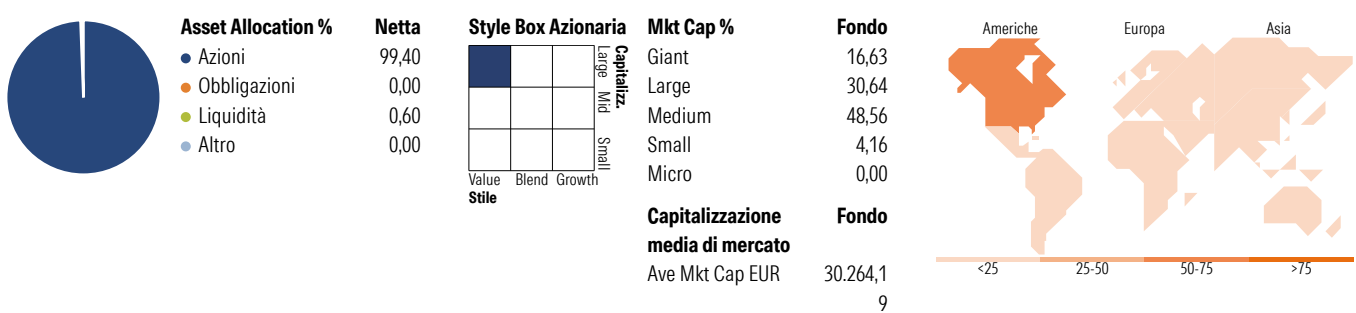 Asset Allocation % Netta
Azioni 99,40
Obbligazioni 0,00
Liquidità 0,60
Altro 0,00
Style Box Azionaria
Capitalizz.
Large
Mid
Small
Value Blend Growth
Stile
Mkt Cap % Fondo
Giant 16,63
Large 30,64
Medium 48,56
Small 4,16
Micro 0,00
Capitalizzazione Fondo
media di mercato
Ave Mkt Cap EUR 30.264,1
9
Americhe Europa Asia
<25 25-50 50-75 >75